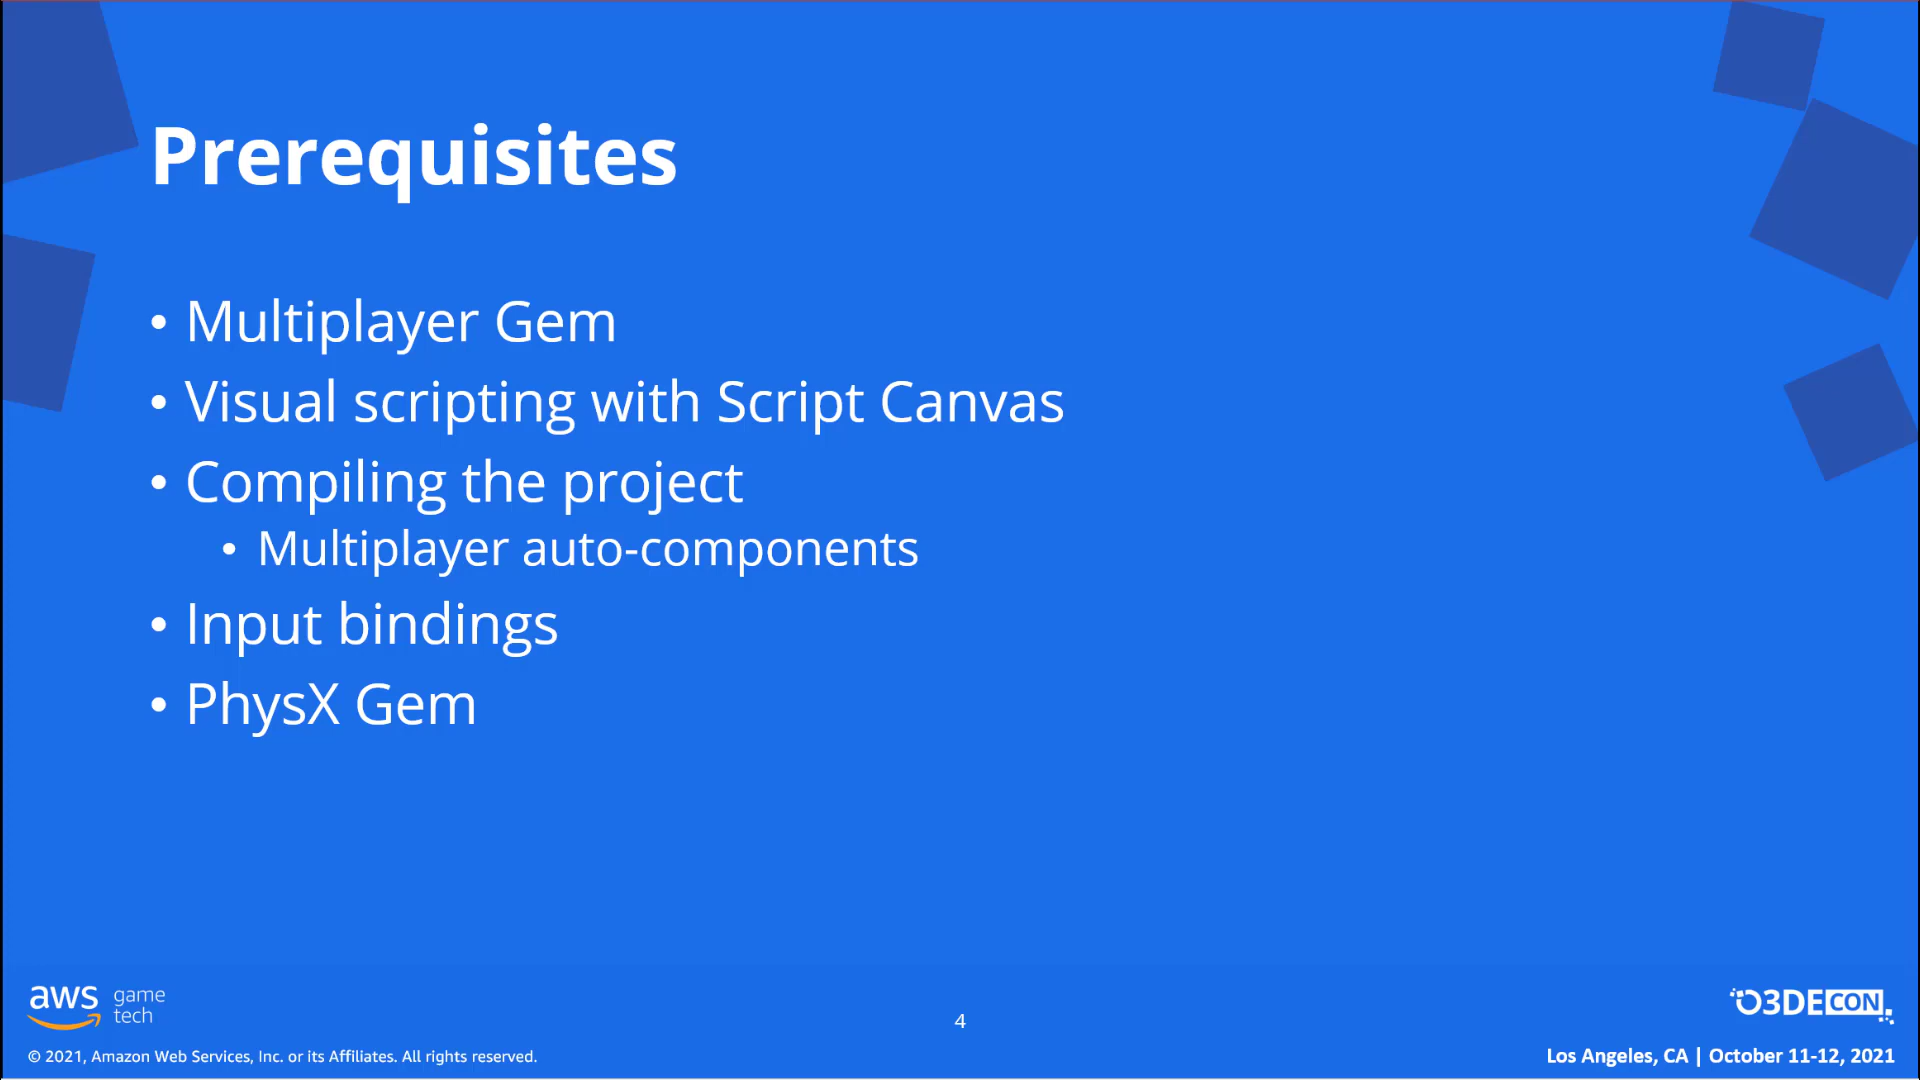 Prerequisites
• Multiplayer Gem
• Visual scripting with Script Canvas
• Compiling the project
• Multiplayer auto-components
• Input bindings
• PhysX Gem
aws game tech
4
O3DECON
© 2021, Amazon Web Services, Inc. or its Affiliates. All rights reserved.
Los Angeles, CA | October 11-12, 2021